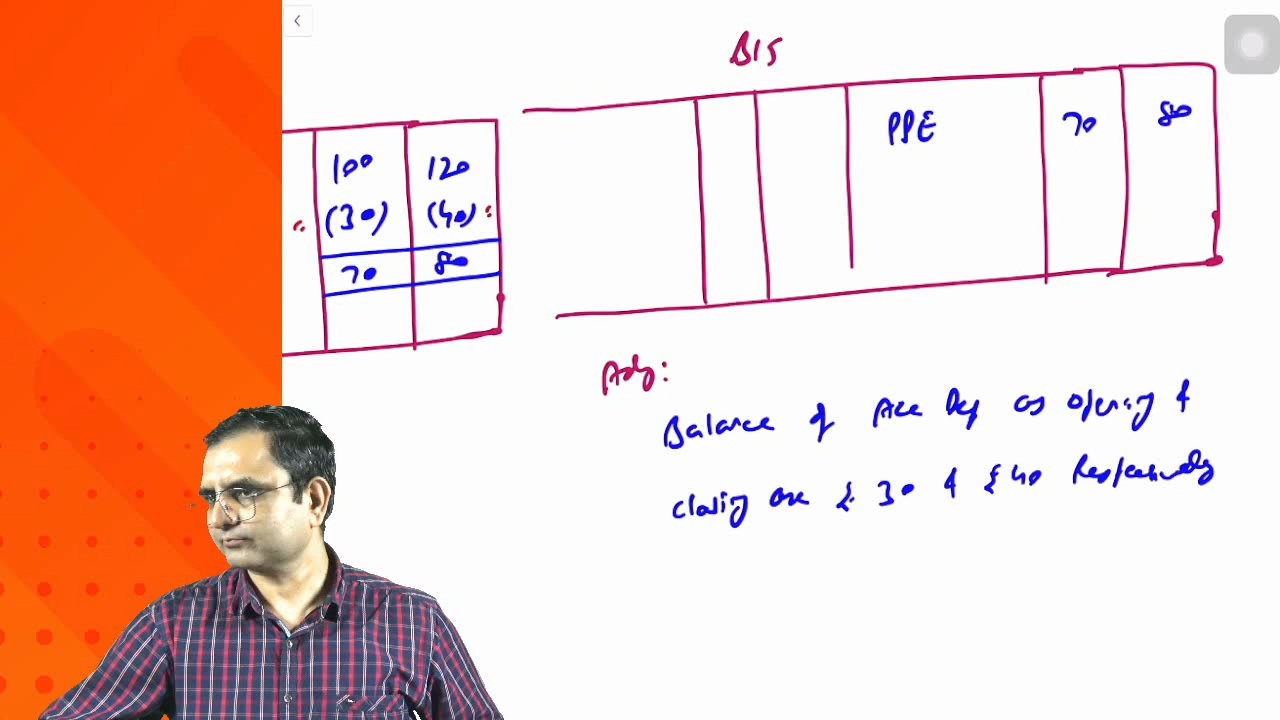 B/S
100 120
(30) (40)
70 80
PPE 70 80
Adj:
Balance of Acc Dep as opening &
closing are ₹ 30 & ₹ 40 Respectively